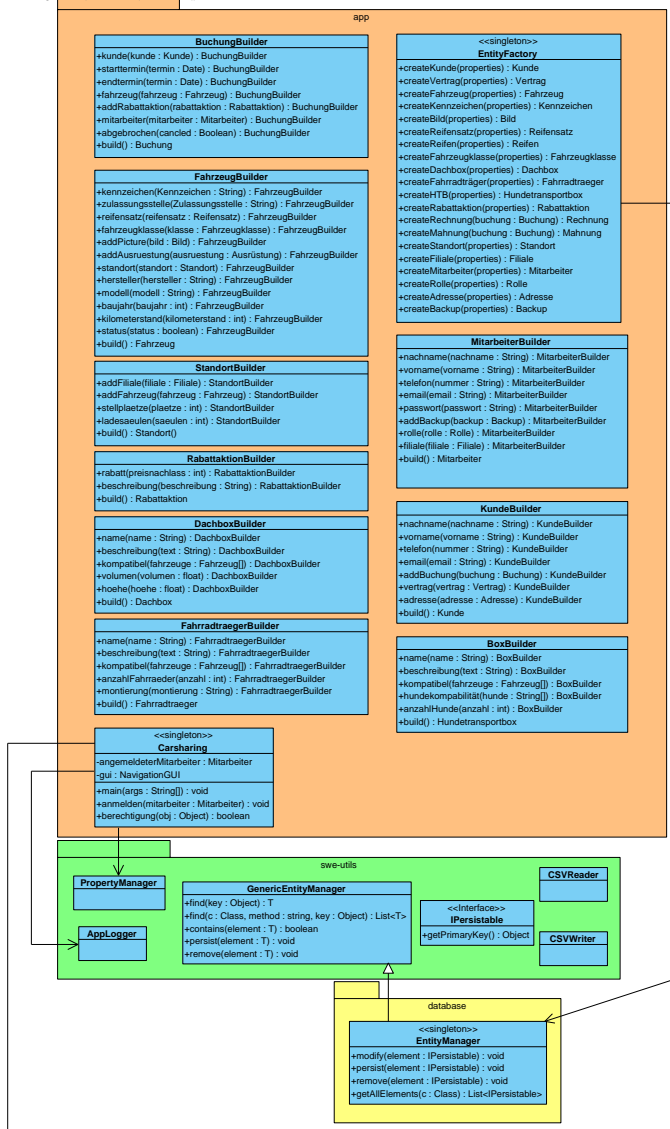 app
BuchungBuilder
+kunde(kunde : Kunde) : BuchungBuilder
+starttermin(termin : Date) : BuchungBuilder
+endtermin(termin : Date) : BuchungBuilder
+fahrzeug(fahrzeug : Fahrzeug) : BuchungBuilder
+addRabattaktion(rabattaktion : Rabattaktion) : BuchungBuilder
+mitarbeiter(mitarbeiter : Mitarbeiter) : BuchungBuilder
+abgebrochen(cancled : Boolean) : BuchungBuilder
+build() : Buchung
FahrzeugBuilder
+kennzeichen(Kennzeichen : String) : FahrzeugBuilder
+zulassungsstelle(Zulassungsstelle : String) : FahrzeugBuilder
+reifensatz(reifensatz : Reifensatz) : FahrzeugBuilder
+fahrzeugklasse(klasse : Fahrzeugklasse) : FahrzeugBuilder
+addPicture(bild : Bild) : FahrzeugBuilder
+addAusruestung(ausruestung : Ausrüstung) : FahrzeugBuilder
+standort(standort : Standort) : FahrzeugBuilder
+hersteller(hersteller : String) : FahrzeugBuilder
+modell(modell : String) : FahrzeugBuilder
+baujahr(baujahr : int) : FahrzeugBuilder
+kilometerstand(kilometerstand : int) : FahrzeugBuilder
+status(status : boolean) : FahrzeugBuilder
+build() : Fahrzeug
StandortBuilder
+addFiliale(filiale : Filiale) : StandortBuilder
+addFahrzeug(fahrzeug : Fahrzeug) : StandortBuilder
+stellplaetze(plaetze : int) : StandortBuilder
+ladesaeulen(saeulen : int) : StandortBuilder
+build() : Standort()
RabattaktionBuilder
+rabatt(preisnachlass : int) : RabattaktionBuilder
+beschreibung(beschreibung : String) : RabattaktionBuilder
+build() : Rabattaktion
DachboxBuilder
+name(name : String) : DachboxBuilder
+beschreibung(text : String) : DachboxBuilder
+kompatibel(fahrzeuge : Fahrzeug[]) : DachboxBuilder
+volumen(volumen : float) : DachboxBuilder
+hoehe(hoehe : float) : DachboxBuilder
+build() : Dachbox
FahrradtraegerBuilder
+name(name : String) : FahrradtraegerBuilder
+beschreibung(text : String) : FahrradtraegerBuilder
+kompatibel(fahrzeuge : Fahrzeug[]) : FahrradtraegerBuilder
+anzahlFahrraeder(anzahl : int) : FahrradtraegerBuilder
+montierung(montierung : String) : FahrradtraegerBuilder
+build() : Fahrradtraeger
<<singleton>>
Carsharing
-angemeldeterMitarbeiter : Mitarbeiter
-gui : NavigationGUI
+main(args : String[]) : void
+anmelden(mitarbeiter : Mitarbeiter) : void
+berechtigung(obj : Object) : boolean
<<singleton>>
EntityFactory
+createKunde(properties) : Kunde
+createVertrag(properties) : Vertrag
+createFahrzeug(properties) : Fahrzeug
+createKennzeichen(properties) : Kennzeichen
+createBild(properties) : Bild
+createReifensatz(properties) : Reifensatz
+createReifen(properties) : Reifen
+createFahrzeugklasse(properties) : Fahrzeugklasse
+createDachbox(properties) : Dachbox
+createFahrradträger(properties) : Fahrradtraeger
+createHTB(properties) : Hundetransportbox
+createRabattaktion(properties) : Rabattaktion
+createRechnung(buchung : Buchung) : Rechnung
+createMahnung(buchung : Buchung) : Mahnung
+createStandort(properties) : Standort
+createFiliale(properties) : Filiale
+createMitarbeiter(properties) : Mitarbeiter
+createRolle(properties) : Rolle
+createAdresse(properties) : Adresse
+createBackup(properties) : Backup
MitarbeiterBuilder
+nachname(nachname : String) : MitarbeiterBuilder
+vorname(vorname : String) : MitarbeiterBuilder
+telefon(nummer : String) : MitarbeiterBuilder
+email(email : String) : MitarbeiterBuilder
+passwort(passwort : String) : MitarbeiterBuilder
+addBackup(backup : Backup) : MitarbeiterBuilder
+rolle(rolle : Rolle) : MitarbeiterBuilder
+filiale(filiale : Filiale) : MitarbeiterBuilder
+build() : Mitarbeiter
KundeBuilder
+nachname(nachname : String) : KundeBuilder
+vorname(vorname : String) : KundeBuilder
+telefon(nummer : String) : KundeBuilder
+email(email : String) : KundeBuilder
+addBuchung(buchung : Buchung) : KundeBuilder
+vertrag(vertrag : Vertrag) : KundeBuilder
+adresse(adresse : Adresse) : KundeBuilder
+build() : Kunde
BoxBuilder
+name(name : String) : BoxBuilder
+beschreibung(text : String) : BoxBuilder
+kompatibel(fahrzeuge : Fahrzeug[]) : BoxBuilder
+hundekompabilität(hunde : String[]) : BoxBuilder
+anzahlHunde(anzahl : int) : BoxBuilder
+build() : Hundetransportbox
swe-utils
PropertyManager
AppLogger
GenericEntityManager
+find(key : Object) : T
+find(c : Class, method : string, key : Object) : List<T>
+contains(element : T) : boolean
+persist(element : T) : void
+remove(element : T) : void
<<Interface>>
IPersistable
+getPrimaryKey() : Object
CSVReader
CSVWriter
database
<<singleton>>
EntityManager
+modify(element : IPersistable) : void
+persist(element : IPersistable) : void
+remove(element : IPersistable) : void
+getAllElements(c : Class) : List<IPersistable>